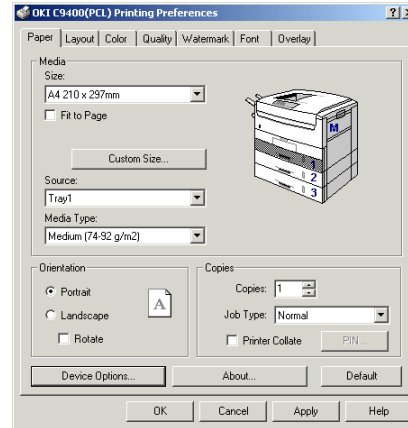 OKI C9400(PCL) Printing Preferences
Paper Layout Color Quality Watermark Font Overlay
Media
Size:
A4 210 x 297mm
Fit to Page
Custom Size...
Source:
Tray1
Media Type:
Medium (74-92 g/m2)
M
1
2
3
Orientation
Portrait
Landscape
Rotate
A
Copies
Copies: 1
Job Type: Normal
Printer Collate PIN...
Device Options... About... Default
OK Cancel Apply Help